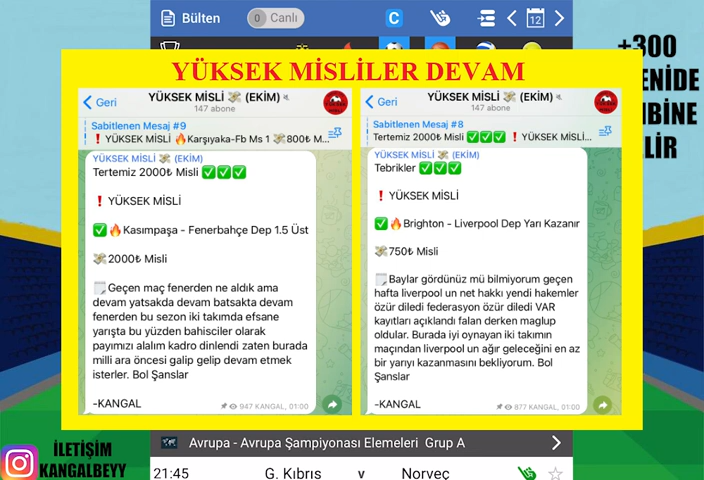 Bülten
0 Canlı
C
12
+300
YÜKSEK MİSLİLER DEVAM
Geri
YÜKSEK MİSLİ 💸 (EKİM)
147 abone
Sabitlenen Mesaj #9
❗ YÜKSEK MİSLİ 🔥Karşıyaka-Fb Ms 1 💸800₺ M...
YÜKSEK MİSLİ 💸 (EKİM)
Tertemiz 2000₺ Misli ✅✅✅
❗ YÜKSEK MİSLİ
✅🔥Kasımpaşa - Fenerbahçe Dep 1.5 Üst
💸2000₺ Misli
🗒️Geçen maç fenerden ne aldık ama
devam yatsakda devam batsakta devam
fenerden bu sezon iki takımda efsane
yarışta bu yüzden bahisciler olarak
payımızı alalım kadro dinlendi zaten burada
milli ara öncesi galip gelip devam etmek
isterler. Bol Şanslar
-KANGAL
947 KANGAL, 01:00
Geri
YÜKSEK MİSLİ 💸 (EKİM)
147 abone
Sabitlenen Mesaj #8
Tertemiz 2000₺ Misli ✅✅✅ ❗ YÜKSEK MİSLİ...
YÜKSEK MİSLİ 💸 (EKİM)
Tebrikler ✅✅✅
❗ YÜKSEK MİSLİ
✅🔥Brighton - Liverpool Dep Yarı Kazanır
💸750₺ Misli
🗒️Baylar gördünüz mü bilmiyorum geçen
hafta liverpool un net hakkı yendi hakemler
özür diledi federasyon özür diledi VAR
kayıtları açıklandı falan derken maglup
oldular. Burada iyi oynayan iki takımın
maçından liverpool un ağır geleceğini en az
bir yarıyı kazanmasını bekliyorum. Bol
Şanslar
-KANGAL
877 KANGAL, 01:00
Avrupa - Avrupa Şampiyonası Elemeleri Grup A
21:45 G. Kıbrıs v Norveç
İLETİŞİM
KANGALBEYY